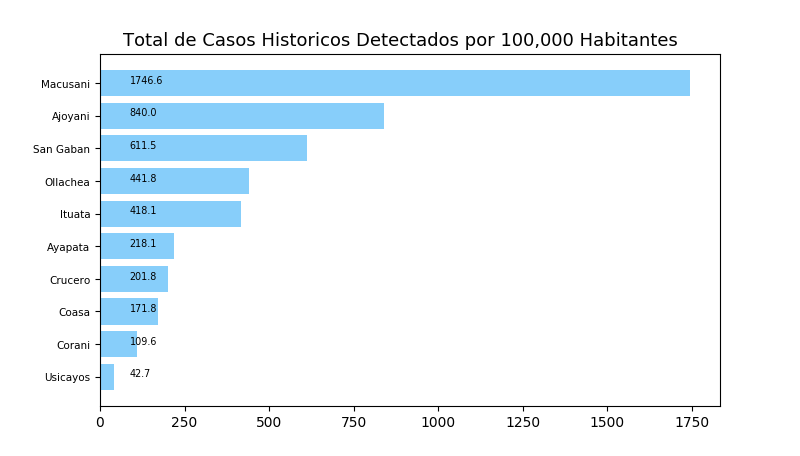 Total de Casos Historicos Detectados por 100,000 Habitantes
Macusani 1746.6
Ajoyani 840.0
San Gaban 611.5
Ollachea 441.8
Ituata 418.1
Ayapata 218.1
Crucero 201.8
Coasa 171.8
Corani 109.6
Usicayos 42.7
0 250 500 750 1000 1250 1500 1750